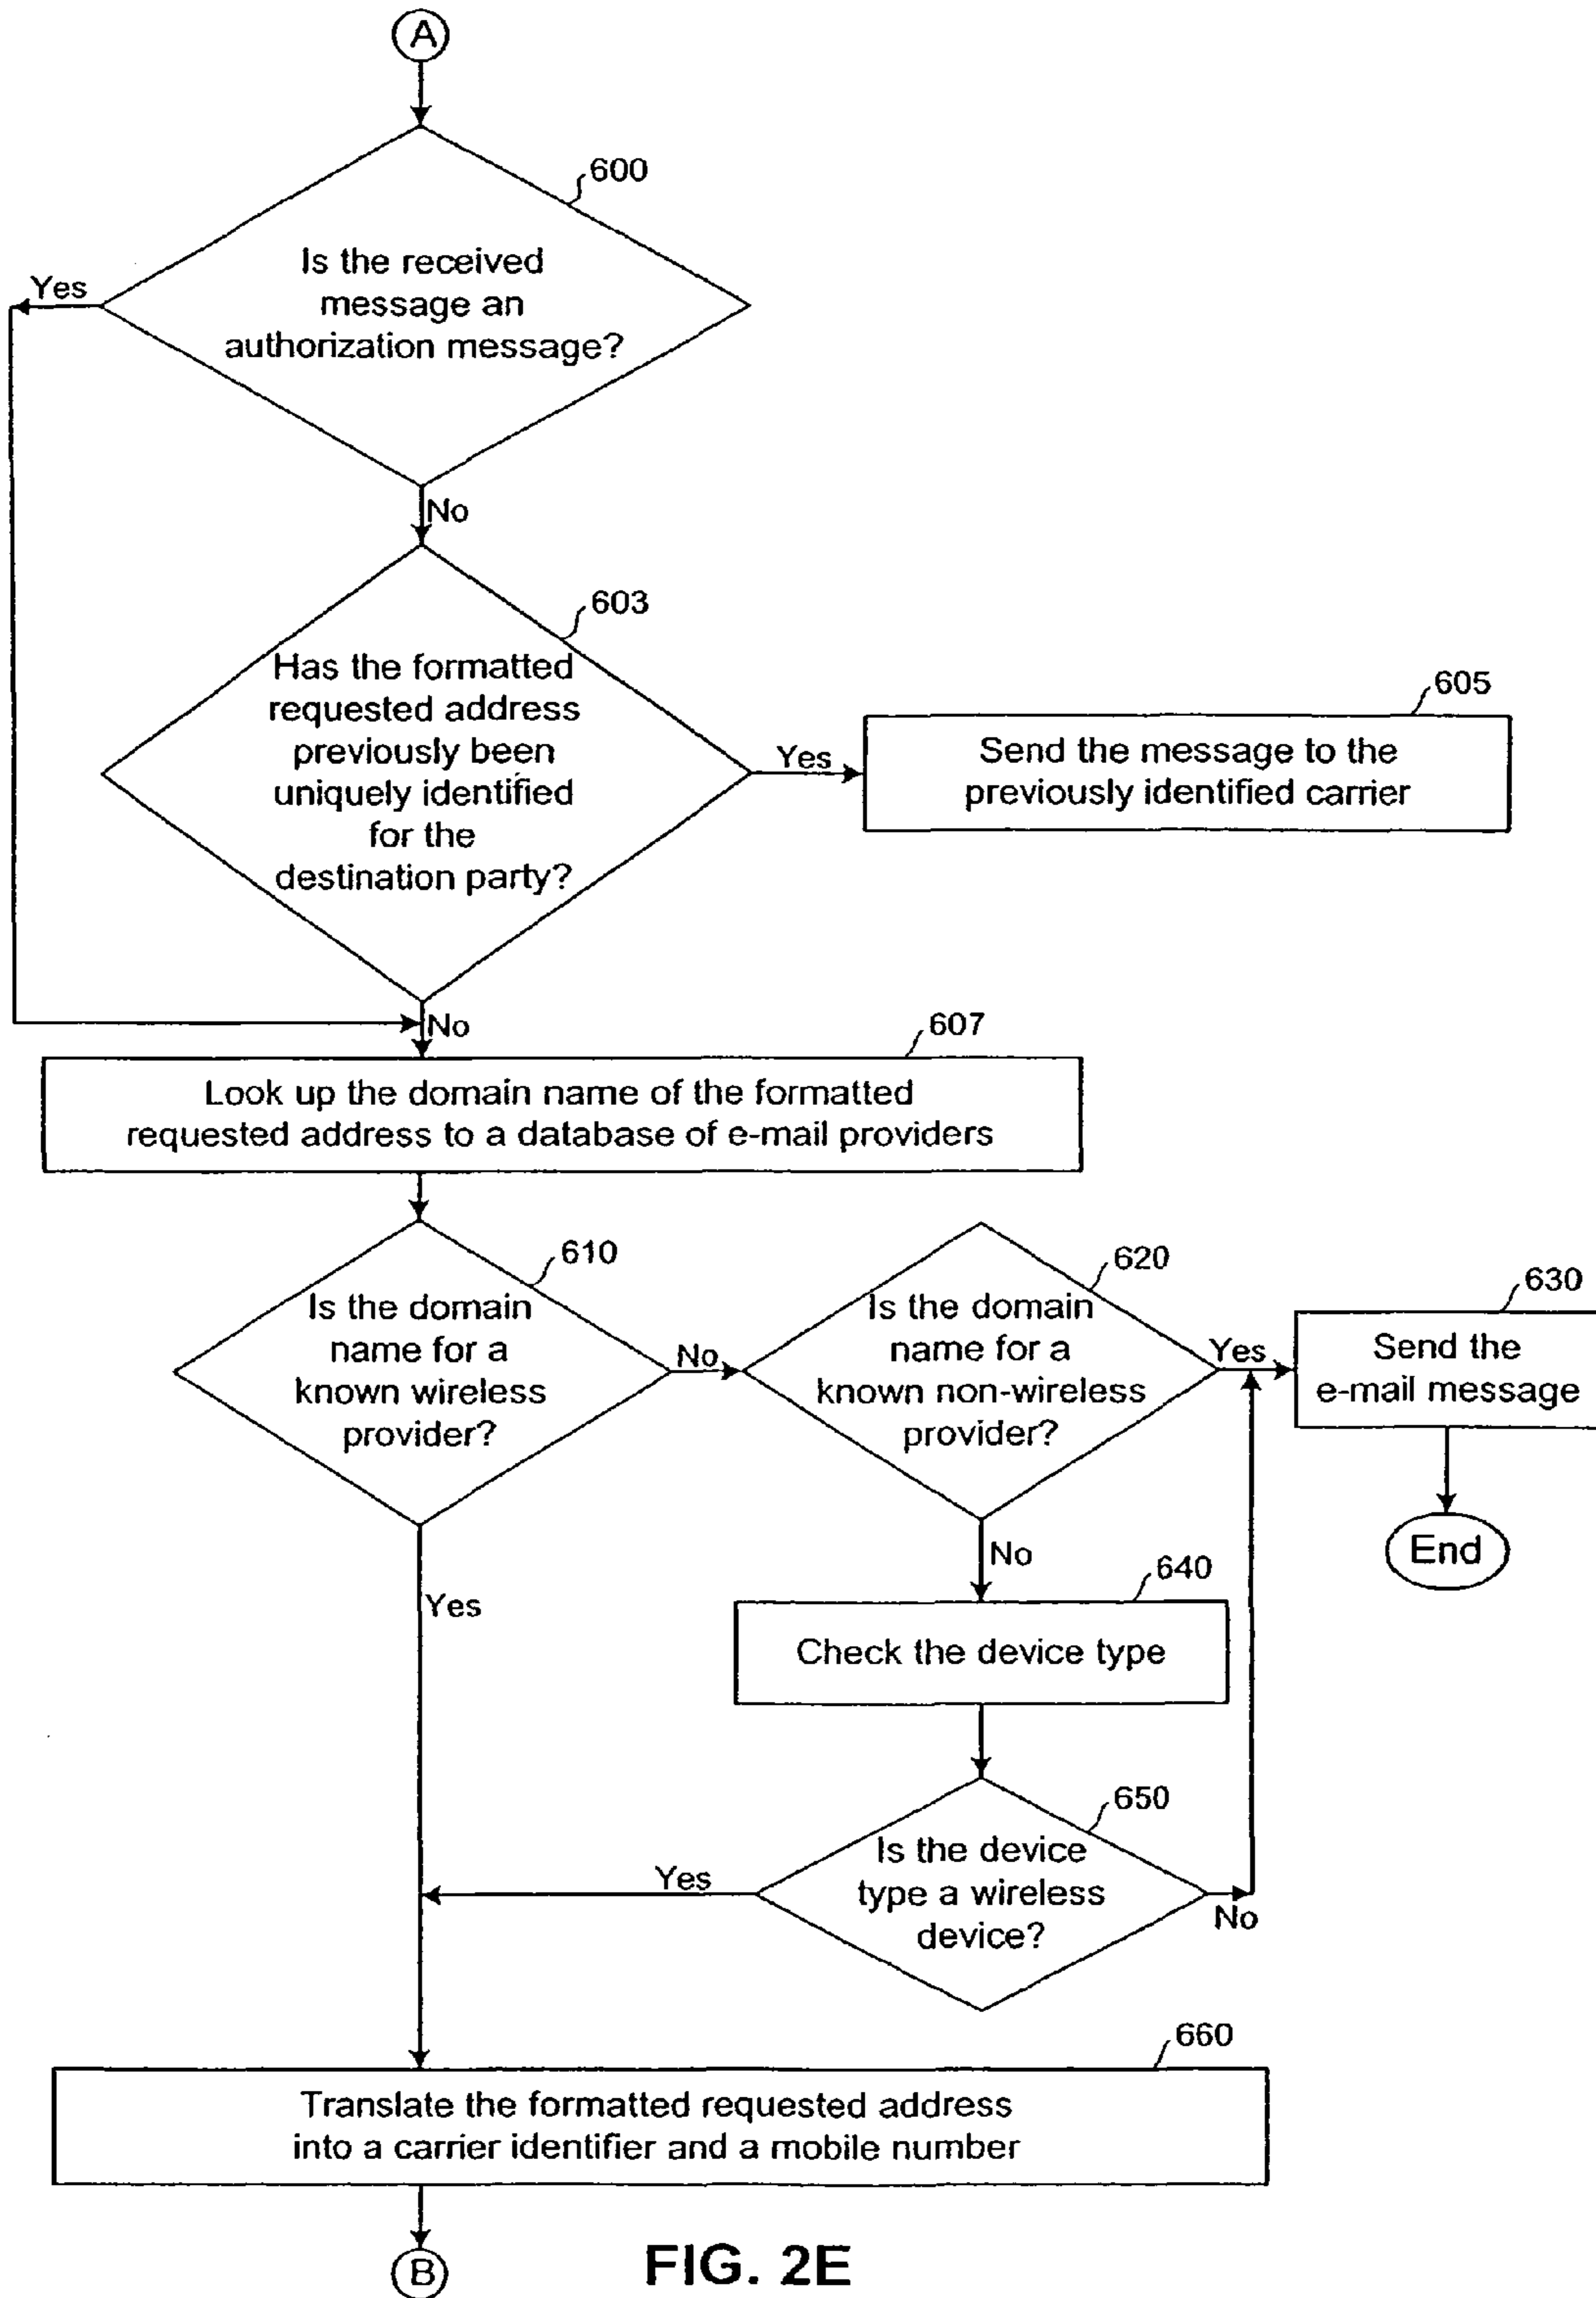 A
600
Is the received
message an
authorization message?
Yes
No
603
Has the formatted
requested address
previously been
uniquely identified
for the
destination party?
Yes
605
Send the message to the
previously identified carrier
No
607
Look up the domain name of the formatted
requested address to a database of e-mail providers
610
Is the domain
name for a
known wireless
provider?
No
620
Is the domain
name for a
known non-wireless
provider?
Yes
630
Send the
e-mail message
End
No
Yes
640
Check the device type
650
Is the device
type a wireless
device?
Yes
No
660
Translate the formatted requested address
into a carrier identifier and a mobile number
B
FIG. 2E